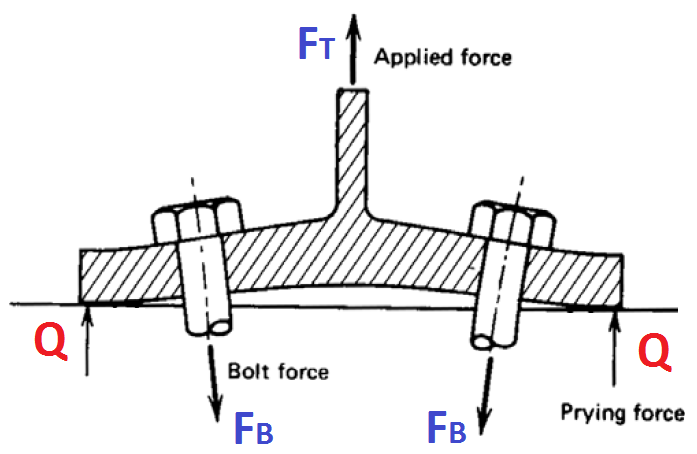 FT
Applied force
Q
Bolt force
Q
FB
FB
Prying force